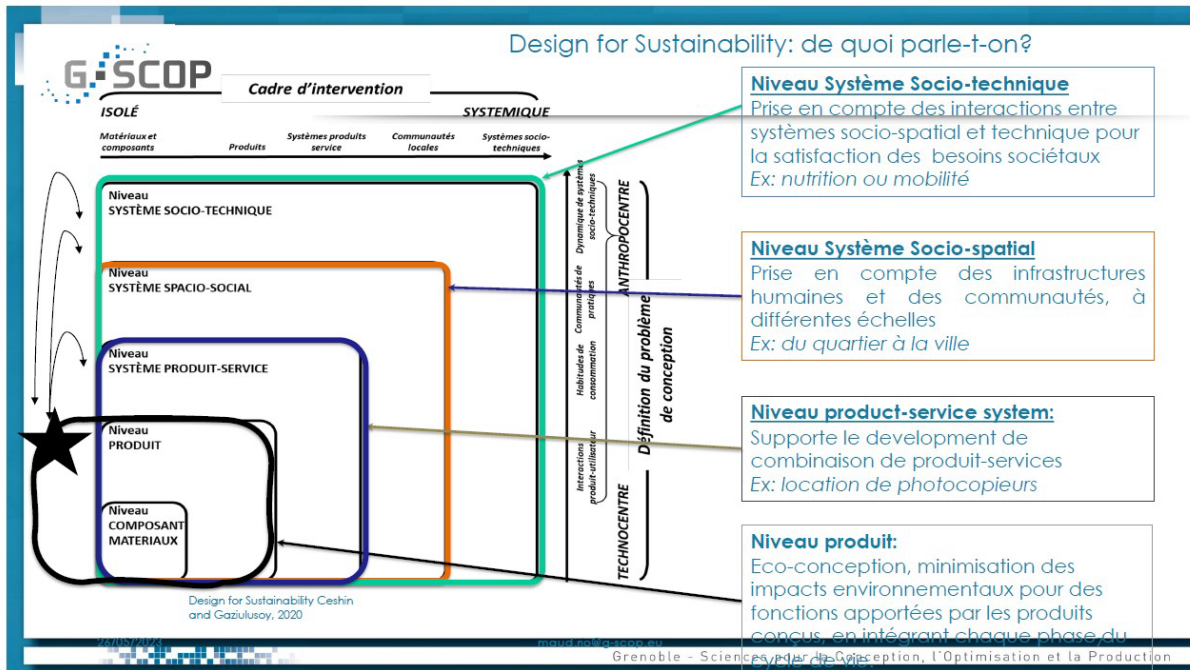 Design for Sustainability: de quoi parle-t-on?
G-SCOP
Cadre d'intervention
ISOLÉ
SYSTEMIQUE
Matériaux et
composants
Produits
Systèmes produits
service
Communautés
locales
Systèmes socio-
techniques
Niveau
SYSTÈME SOCIO-TECHNIQUE
Niveau
SYSTÈME SPACIO-SOCIAL
Niveau
SYSTÈME PRODUIT-SERVICE
Niveau
PRODUIT
Niveau
COMPOSANT
MATERIAUX
Dynamique de systèmes
socio-techniques
Communautés de
pratiques
Habitudes de
consommation
Interactions
produit-utilisateur
ANTHROPOCENTRE
TECHNOCENTRE
Définition du problème
de conception
Design for Sustainability Ceshin
and Gaziulusoy, 2020
Niveau Système Socio-technique
Prise en compte des interactions entre
systèmes socio-spatial et technique pour
la satisfaction des besoins sociétaux
Ex: nutrition ou mobilité
Niveau Système Socio-spatial
Prise en compte des infrastructures
humaines et des communautés, à
différentes échelles
Ex: du quartier à la ville
Niveau product-service system:
Supporte le development de
combinaison de produit-services
Ex: location de photocopieurs
Niveau produit:
Eco-conception, minimisation des
impacts environnementaux pour des
fonctions apportées par les produits
conçus, en intégrant chaque phase du
cycle de vie.
26/05/2023
maud.rio@g-scop.eu
Grenoble - Sciences pour la Conception, l'Optimisation et la Production